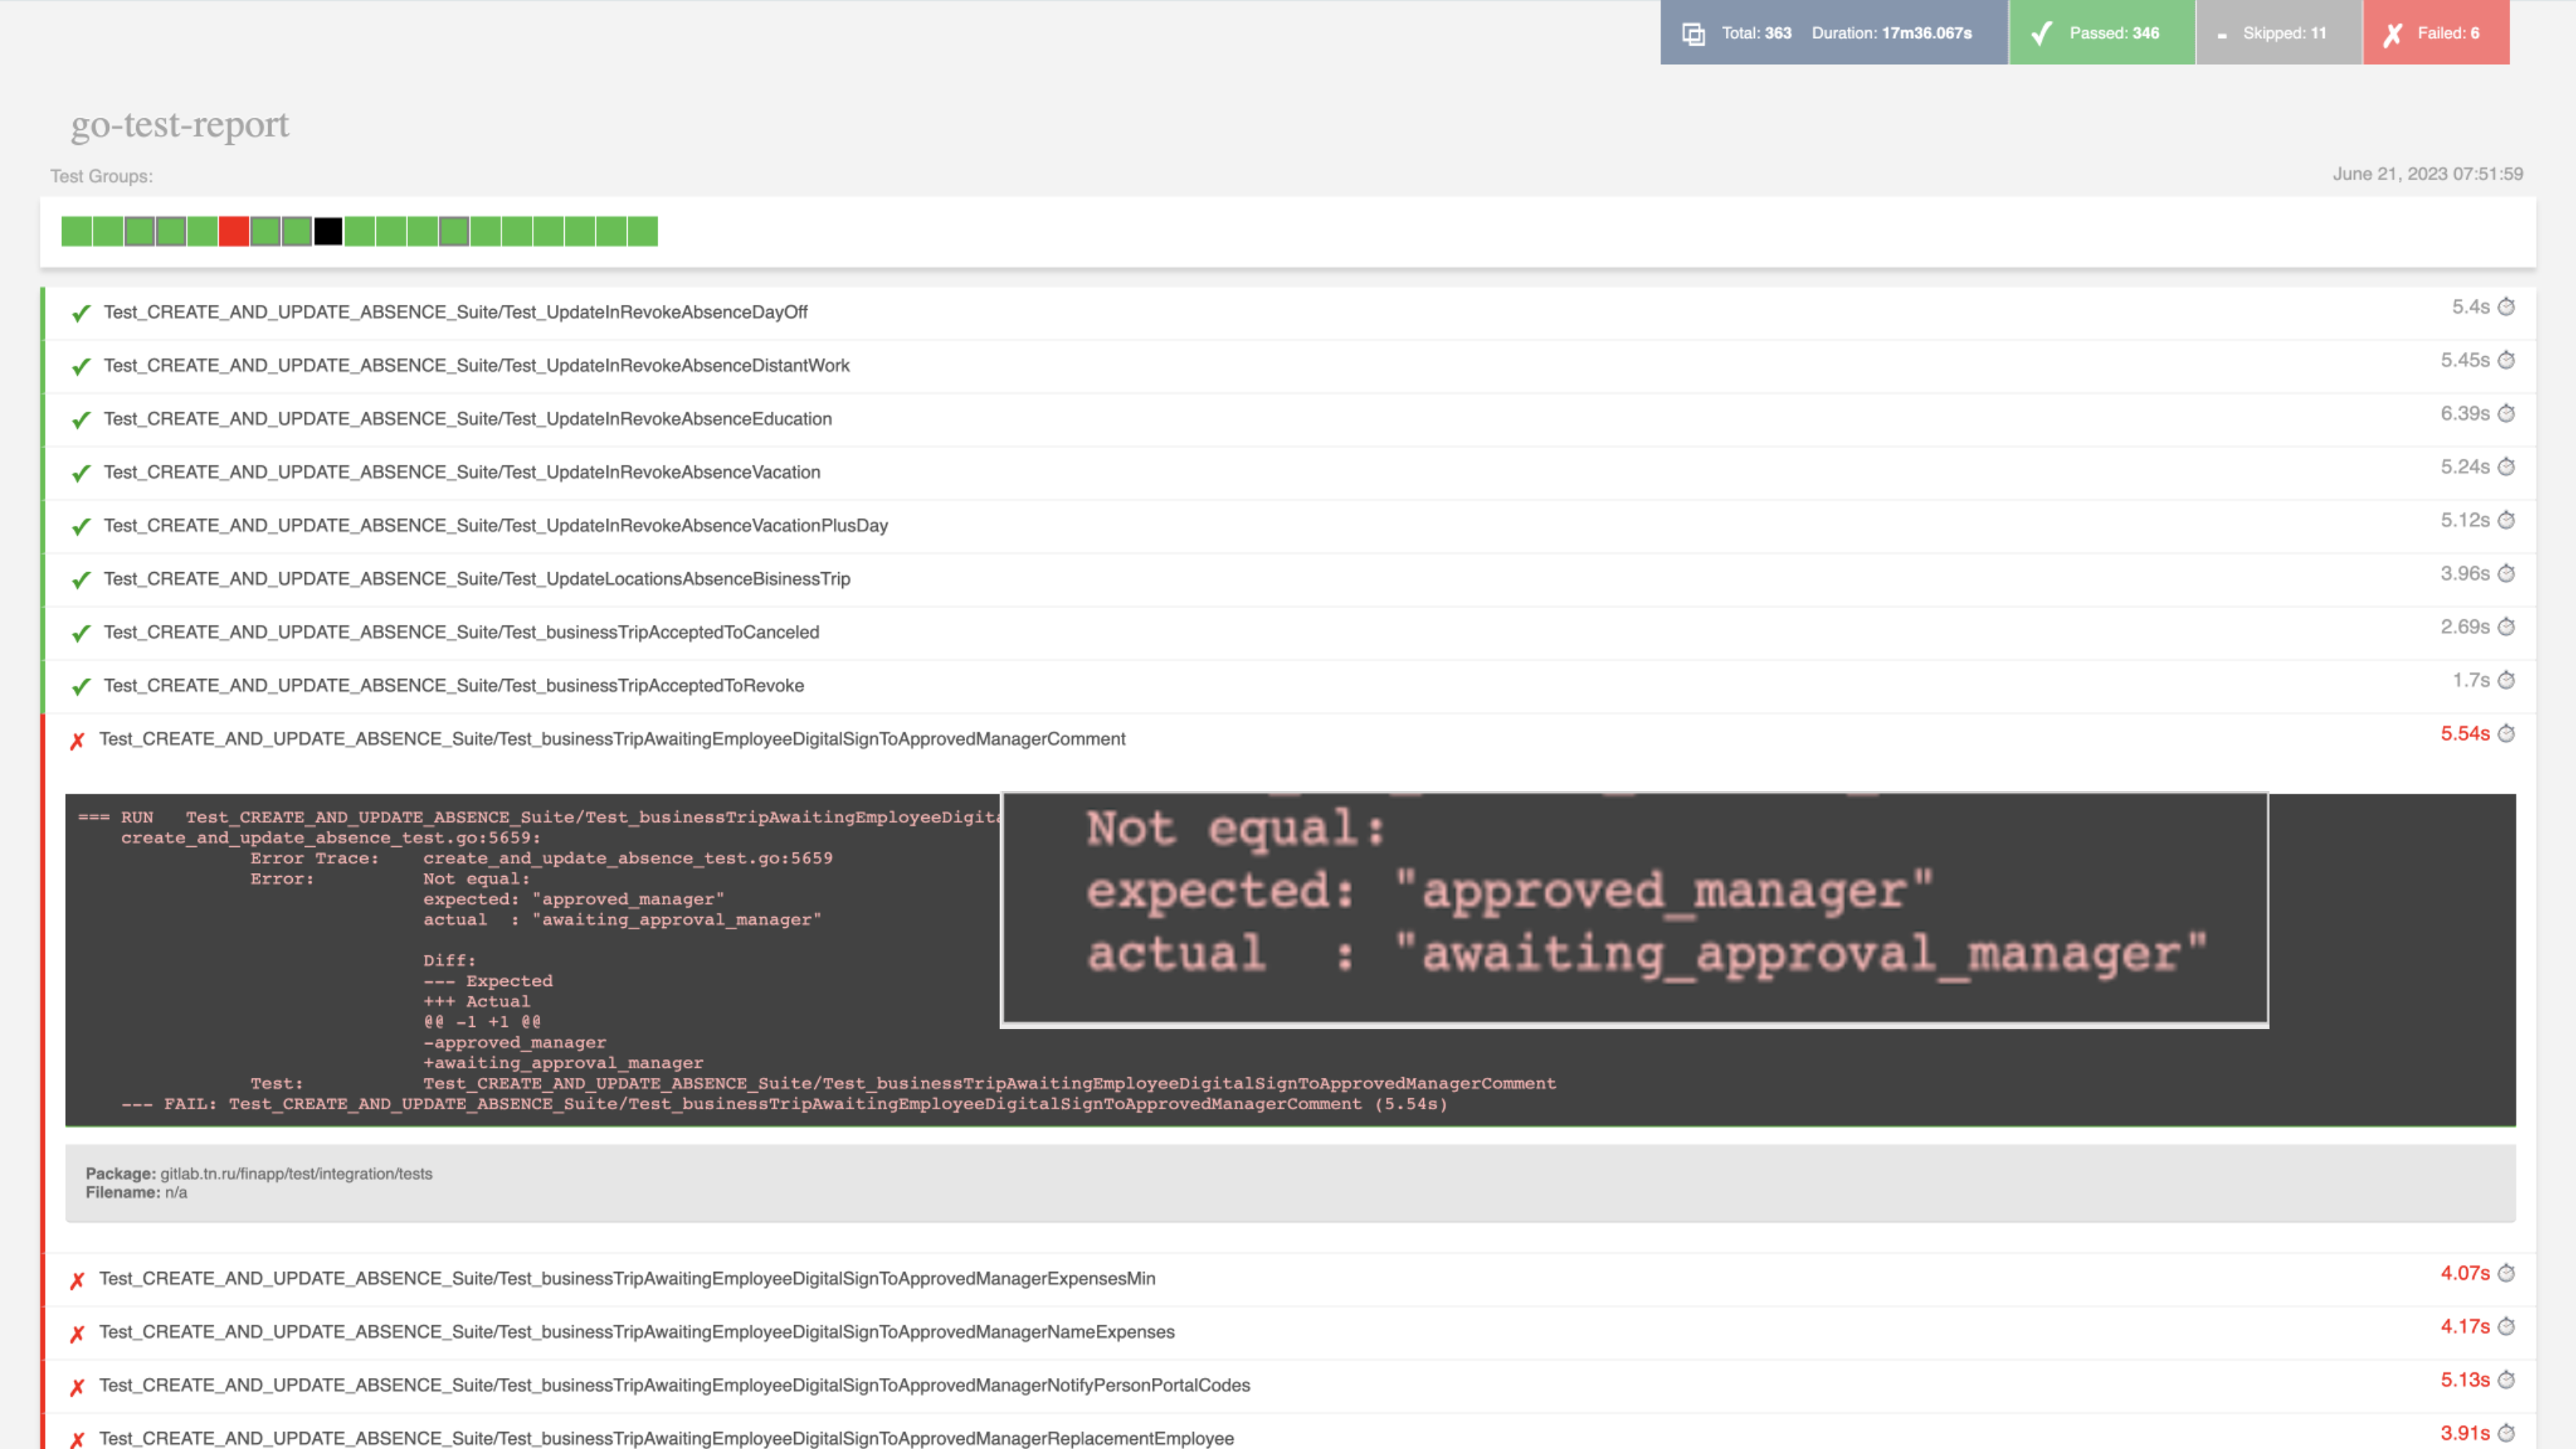 Total: 363 Duration: 17m36.067s Passed: 346 - Skipped: 11 Failed: 6
go-test-report
Test Groups:
June 21, 2023 07:51:59
Test_CREATE_AND_UPDATE_ABSENCE_Suite/Test_UpdateInRevokeAbsenceDayOff 5.4s
Test_CREATE_AND_UPDATE_ABSENCE_Suite/Test_UpdateInRevokeAbsenceDistantWork 5.45s
Test_CREATE_AND_UPDATE_ABSENCE_Suite/Test_UpdateInRevokeAbsenceEducation 6.39s
Test_CREATE_AND_UPDATE_ABSENCE_Suite/Test_UpdateInRevokeAbsenceVacation 5.24s
Test_CREATE_AND_UPDATE_ABSENCE_Suite/Test_UpdateInRevokeAbsenceVacationPlusDay 5.12s
Test_CREATE_AND_UPDATE_ABSENCE_Suite/Test_UpdateLocationsAbsenceBisinessTrip 3.96s
Test_CREATE_AND_UPDATE_ABSENCE_Suite/Test_businessTripAcceptedToCanceled 2.69s
Test_CREATE_AND_UPDATE_ABSENCE_Suite/Test_businessTripAcceptedToRevoke 1.7s
Test_CREATE_AND_UPDATE_ABSENCE_Suite/Test_businessTripAwaitingEmployeeDigitalSignToApprovedManagerComment 5.54s
=== RUN Test_CREATE_AND_UPDATE_ABSENCE_Suite/Test_businessTripAwaitingEmployeeDigita
create_and_update_absence_test.go:5659:
Error Trace: create_and_update_absence_test.go:5659
Error: Not equal:
expected: "approved_manager"
actual : "awaiting_approval_manager"
Diff:
--- Expected
+++ Actual
@@ -1 +1 @@
-approved_manager
+awaiting_approval_manager
Test: Test_CREATE_AND_UPDATE_ABSENCE_Suite/Test_businessTripAwaitingEmployeeDigitalSignToApprovedManagerComment
--- FAIL: Test_CREATE_AND_UPDATE_ABSENCE_Suite/Test_businessTripAwaitingEmployeeDigitalSignToApprovedManagerComment (5.54s)
Not equal:
expected: "approved_manager"
actual : "awaiting_approval_manager"
Package: gitlab.tn.ru/finapp/test/integration/tests
Filename: n/a
Test_CREATE_AND_UPDATE_ABSENCE_Suite/Test_businessTripAwaitingEmployeeDigitalSignToApprovedManagerExpensesMin 4.07s
Test_CREATE_AND_UPDATE_ABSENCE_Suite/Test_businessTripAwaitingEmployeeDigitalSignToApprovedManagerNameExpenses 4.17s
Test_CREATE_AND_UPDATE_ABSENCE_Suite/Test_businessTripAwaitingEmployeeDigitalSignToApprovedManagerNotifyPersonPortalCodes 5.13s
Test_CREATE_AND_UPDATE_ABSENCE_Suite/Test_businessTripAwaitingEmployeeDigitalSignToApprovedManagerReplacementEmployee 3.91s